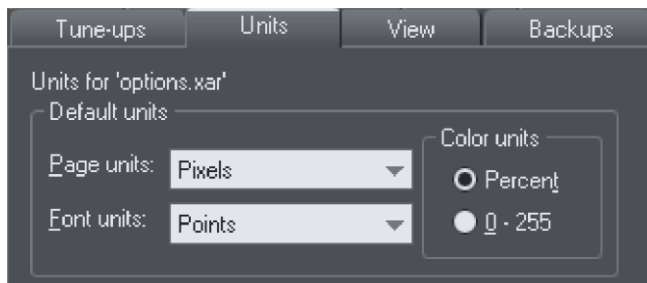 Tune-ups Units View Backups
Units for 'options.xar'
Default units
Page units: Pixels
Font units: Points
Color units
Percent
0 - 255